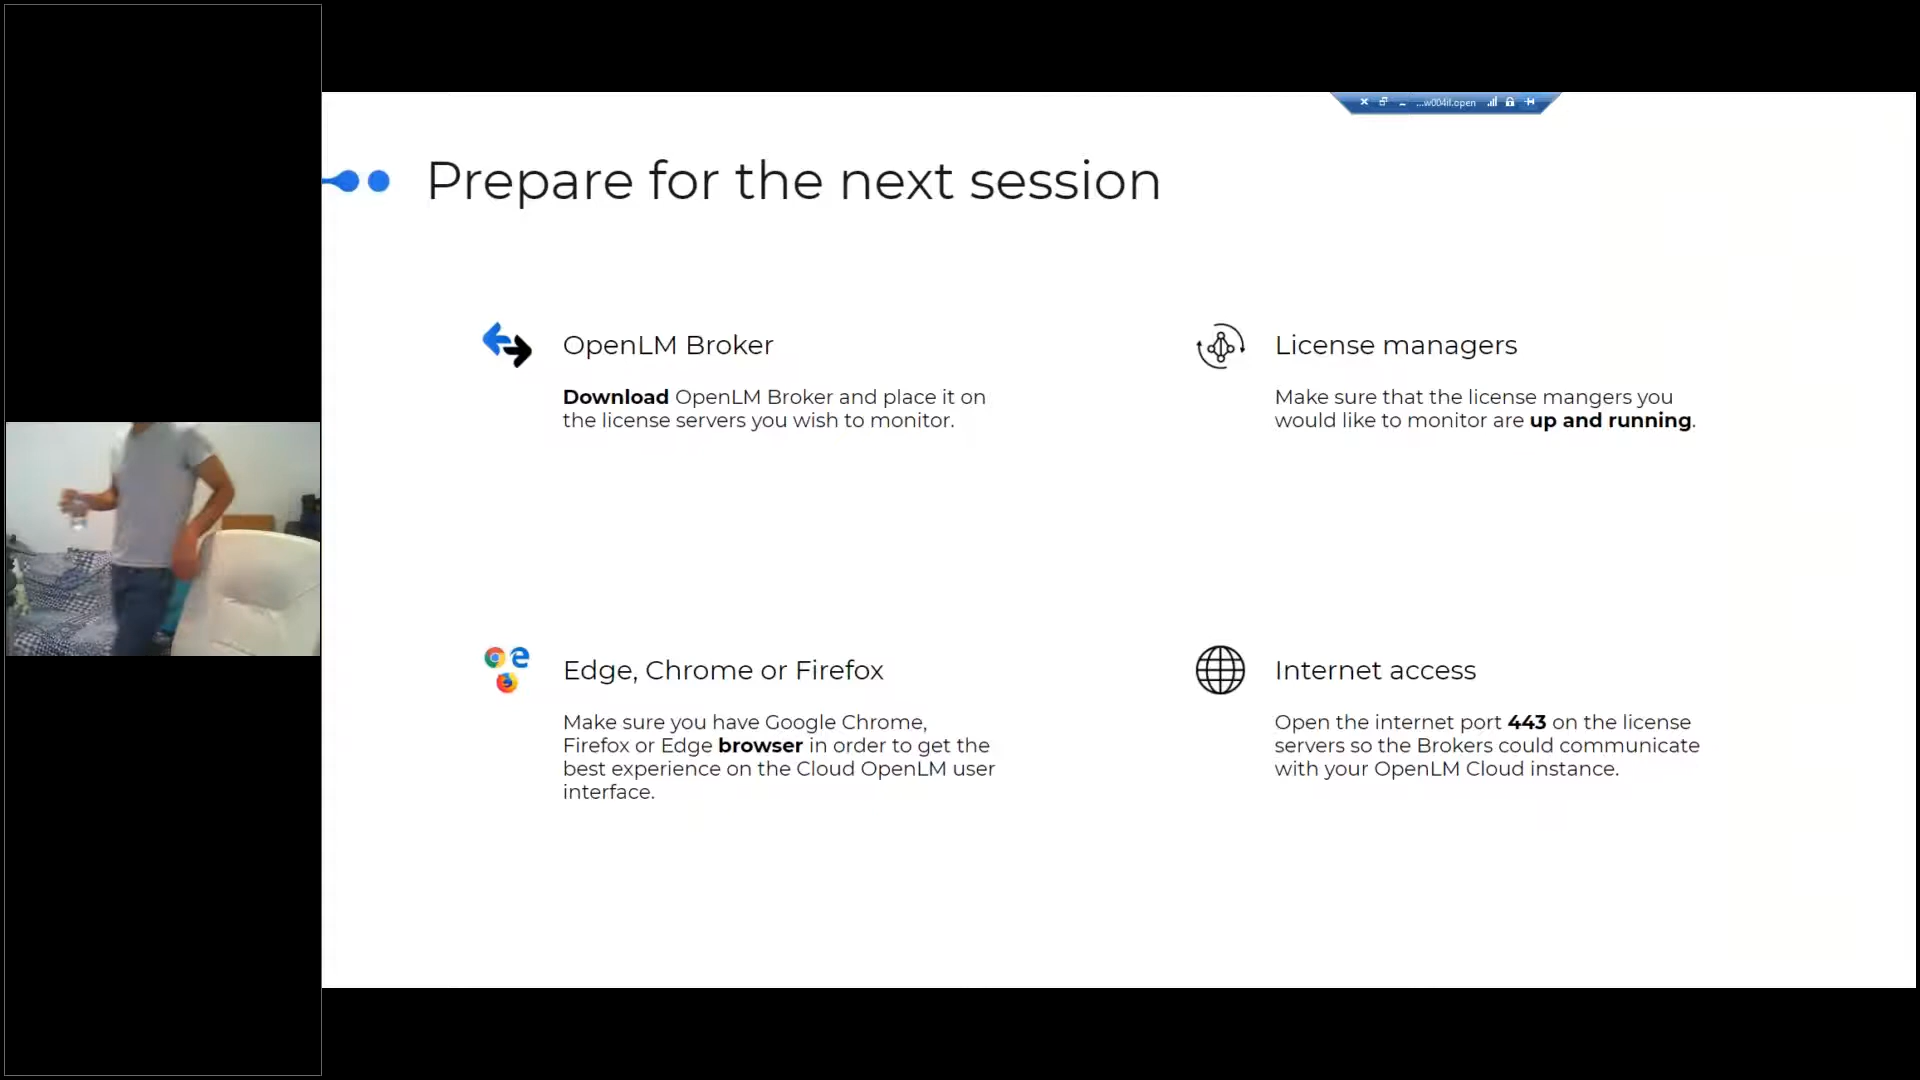 ...w004il.open
Prepare for the next session
OpenLM Broker
Download OpenLM Broker and place it on
the license servers you wish to monitor.
License managers
Make sure that the license mangers you
would like to monitor are up and running.
Edge, Chrome or Firefox
Make sure you have Google Chrome,
Firefox or Edge browser in order to get the
best experience on the Cloud OpenLM user
interface.
Internet access
Open the internet port 443 on the license
servers so the Brokers could communicate
with your OpenLM Cloud instance.